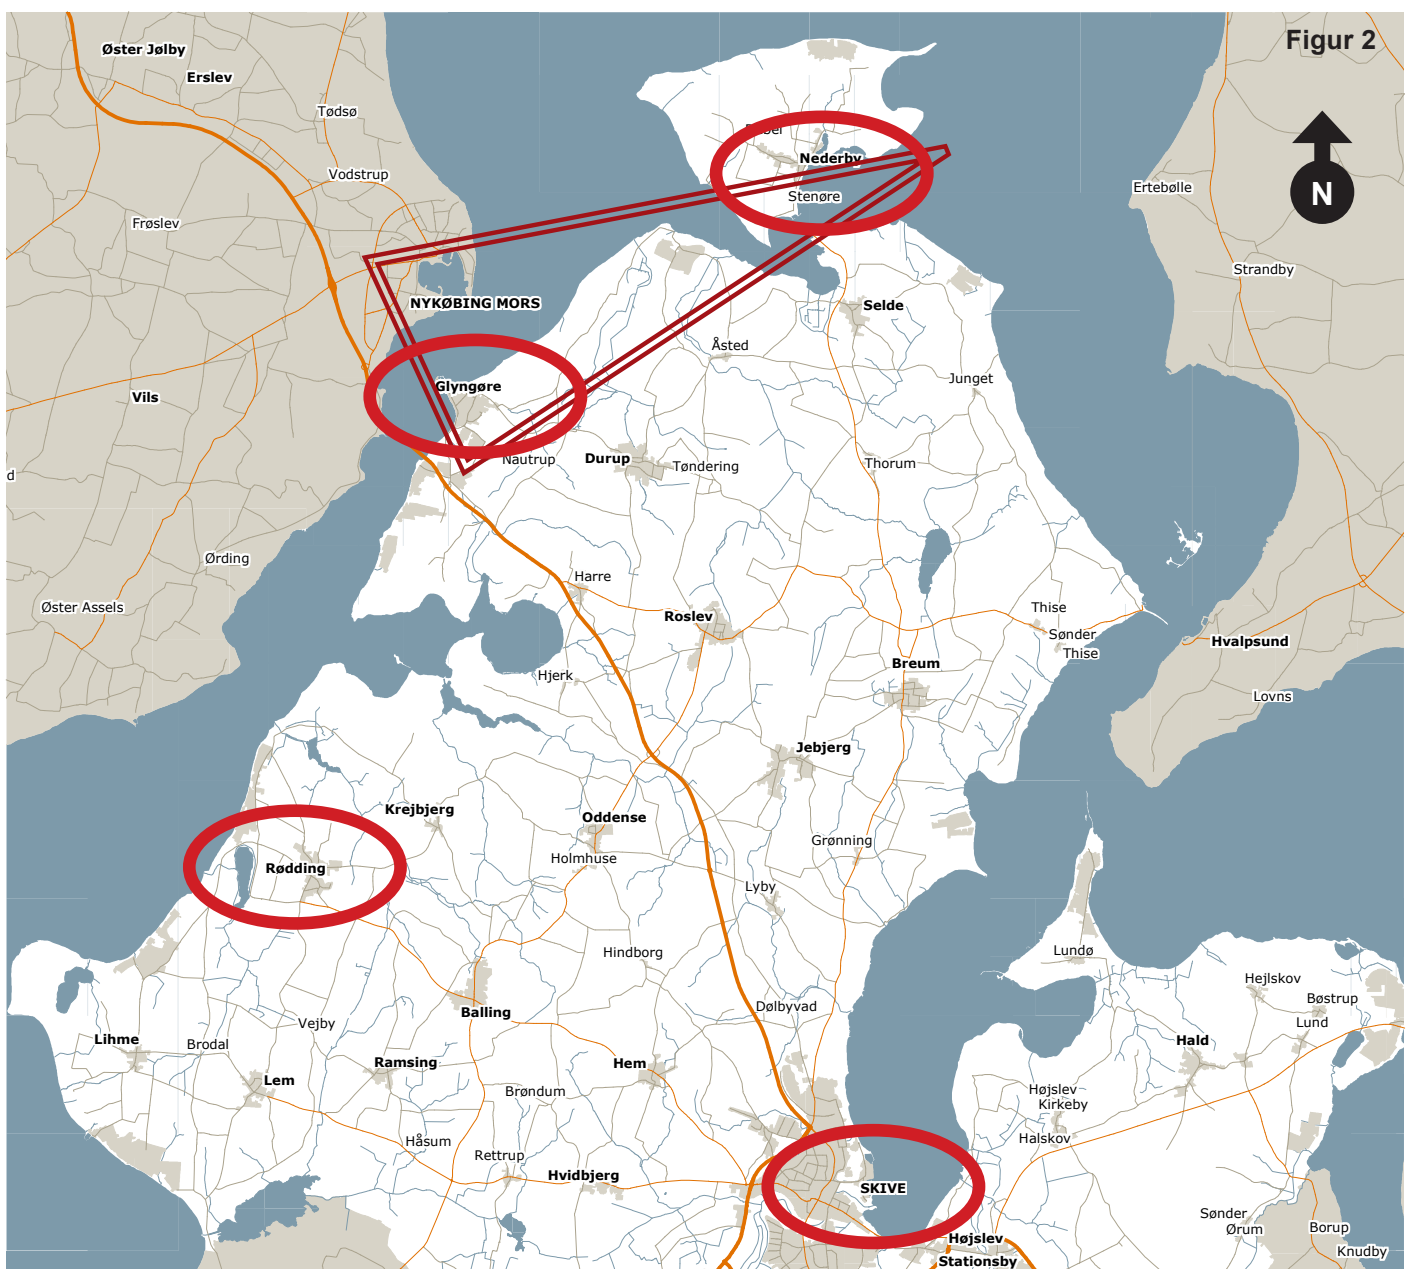 Figur 2
Øster Jølby
Erslev
Tødsø
Vodstrup
Frøslev
Nederby
Stenøre
N
Ertebølle
Strandby
NYKØBING MORS
Selde
Åsted
Junget
Glyngøre
Vils
Nautrup
Durup
Tøndering
Thorum
d
Ørding
Harre
Øster Assels
Roslev
Thise
Sønder
Thise
Hvalpsund
Breum
Hjerk
Lovns
Jebjerg
Krejbjerg
Oddense
Holmhuse
Grønning
Rødding
Lyby
Hindborg
Lundø
Dølbyvad
Hejlskov
Bøstrup
Lund
Balling
Vejby
Lihme
Brodal
Ramsing
Hem
Hald
Lem
Brøndum
Højslev
Kirkeby
Halskov
Håsum
Rettrup
Hvidbjerg
SKIVE
Sønder
Ørum
Borup
Knudby
Højslev
Stationsby